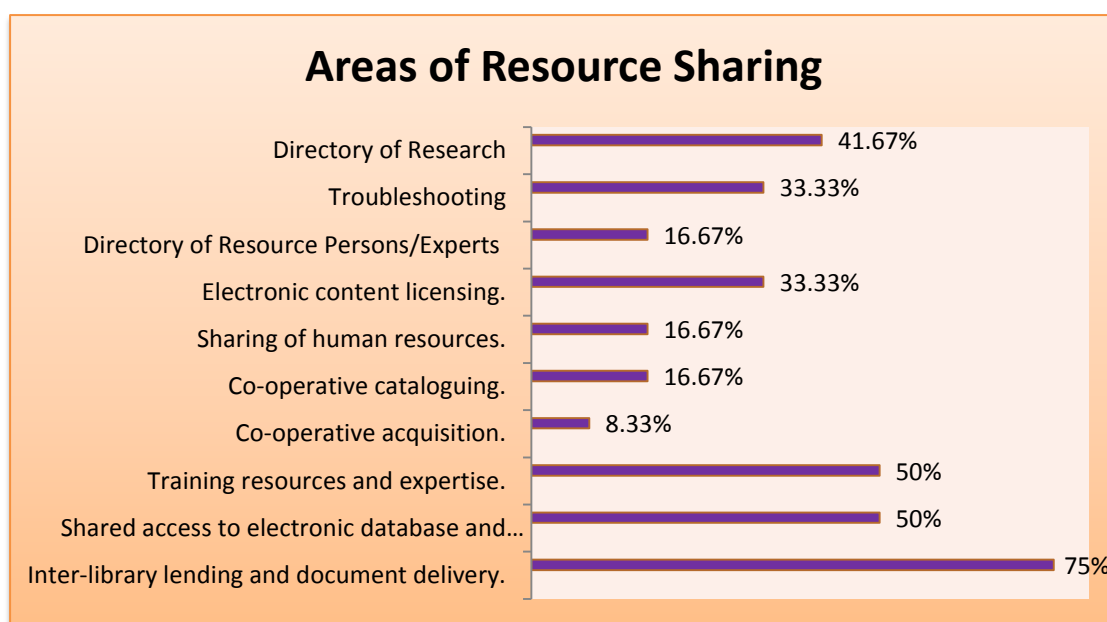 Areas of Resource Sharing
Directory of Research 41.67%
Troubleshooting 33.33%
Directory of Resource Persons/Experts 16.67%
Electronic content licensing. 33.33%
Sharing of human resources. 16.67%
Co-operative cataloguing. 16.67%
Co-operative acquisition. 8.33%
Training resources and expertise. 50%
Shared access to electronic database and… 50%
Inter-library lending and document delivery. 75%